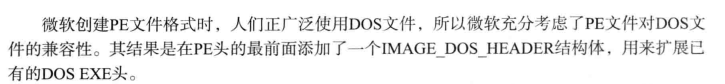 微软创建PE文件格式时，人们正广泛使用DOS文件，所以微软充分考虑了PE文件对DOS文
件的兼容性。其结果是在PE头的最前面添加了一个IMAGE_DOS_HEADER结构体，用来扩展已
有的DOS EXE头。